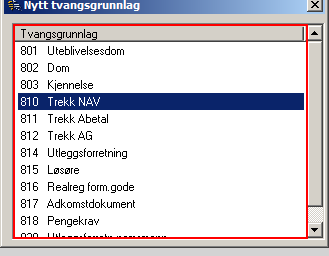 Nytt tvangsgrunnlag
Tvangsgrunnlag
801 Uteblivelsesdom
802 Dom
803 Kjennelse
810 Trekk NAV
811 Trekk Abetal
812 Trekk AG
814 Utleggsforretning
815 Løsøre
816 Realreg form.gode
817 Adkomstdokument
818 Pengekrav